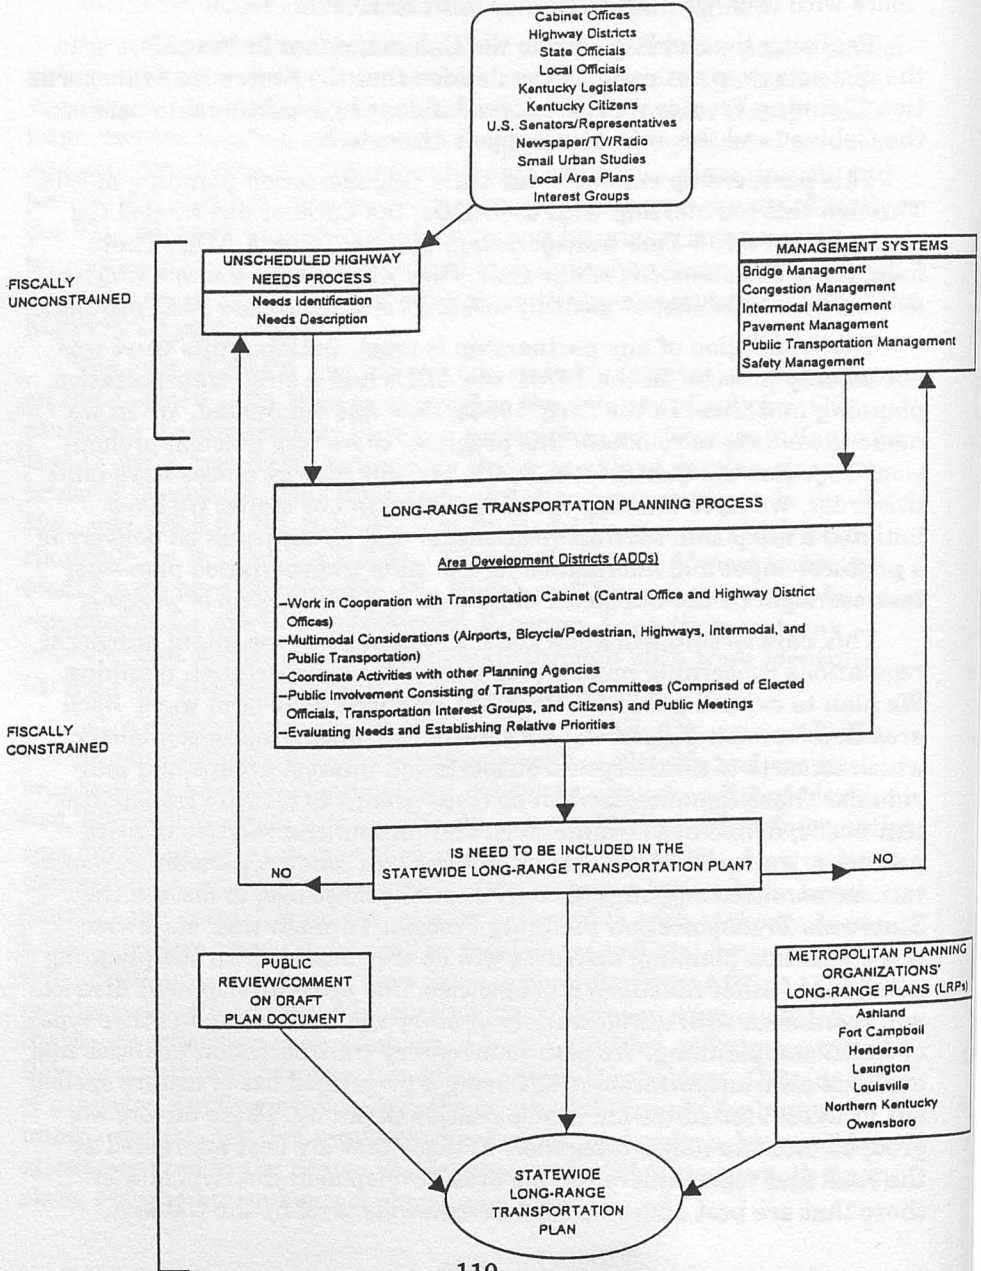 Cabinet Offices
Highway Districts
State Officials
Local Officials
Kentucky Legislators
Kentucky Citizens
U.S. Senators/Representatives
Newspaper/TV/Radio
Small Urban Studies
Local Area Plans
Interest Groups
FISCALLY
UNCONSTRAINED
UNSCHEDULED HIGHWAY
NEEDS PROCESS
Needs Identification
Needs Description
MANAGEMENT SYSTEMS
Bridge Management
Congestion Management
Intermodal Management
Pavement Management
Public Transportation Management
Safety Management
LONG-RANGE TRANSPORTATION PLANNING PROCESS
Area Development Districts (ADDs)
–Work in Cooperation with Transportation Cabinet (Central Office and Highway District
Offices)
–Multimodal Considerations (Airports, Bicycle/Pedestrian, Highways, Intermodal, and
Public Transportation)
–Coordinate Activities with other Planning Agencies
–Public Involvement Consisting of Transportation Committees (Comprised of Elected
Officials, Transportation Interest Groups, and Citizens) and Public Meetings
–Evaluating Needs and Establishing Relative Priorities
FISCALLY
CONSTRAINED
IS NEED TO BE INCLUDED IN THE
STATEWIDE LONG-RANGE TRANSPORTATION PLAN?
NO
NO
PUBLIC
REVIEW/COMMENT
ON DRAFT
PLAN DOCUMENT
METROPOLITAN PLANNING
ORGANIZATIONS'
LONG-RANGE PLANS (LRPs)
Ashland
Fort Campbell
Henderson
Lexington
Louisville
Northern Kentucky
Owensboro
STATEWIDE
LONG-RANGE
TRANSPORTATION
PLAN
110